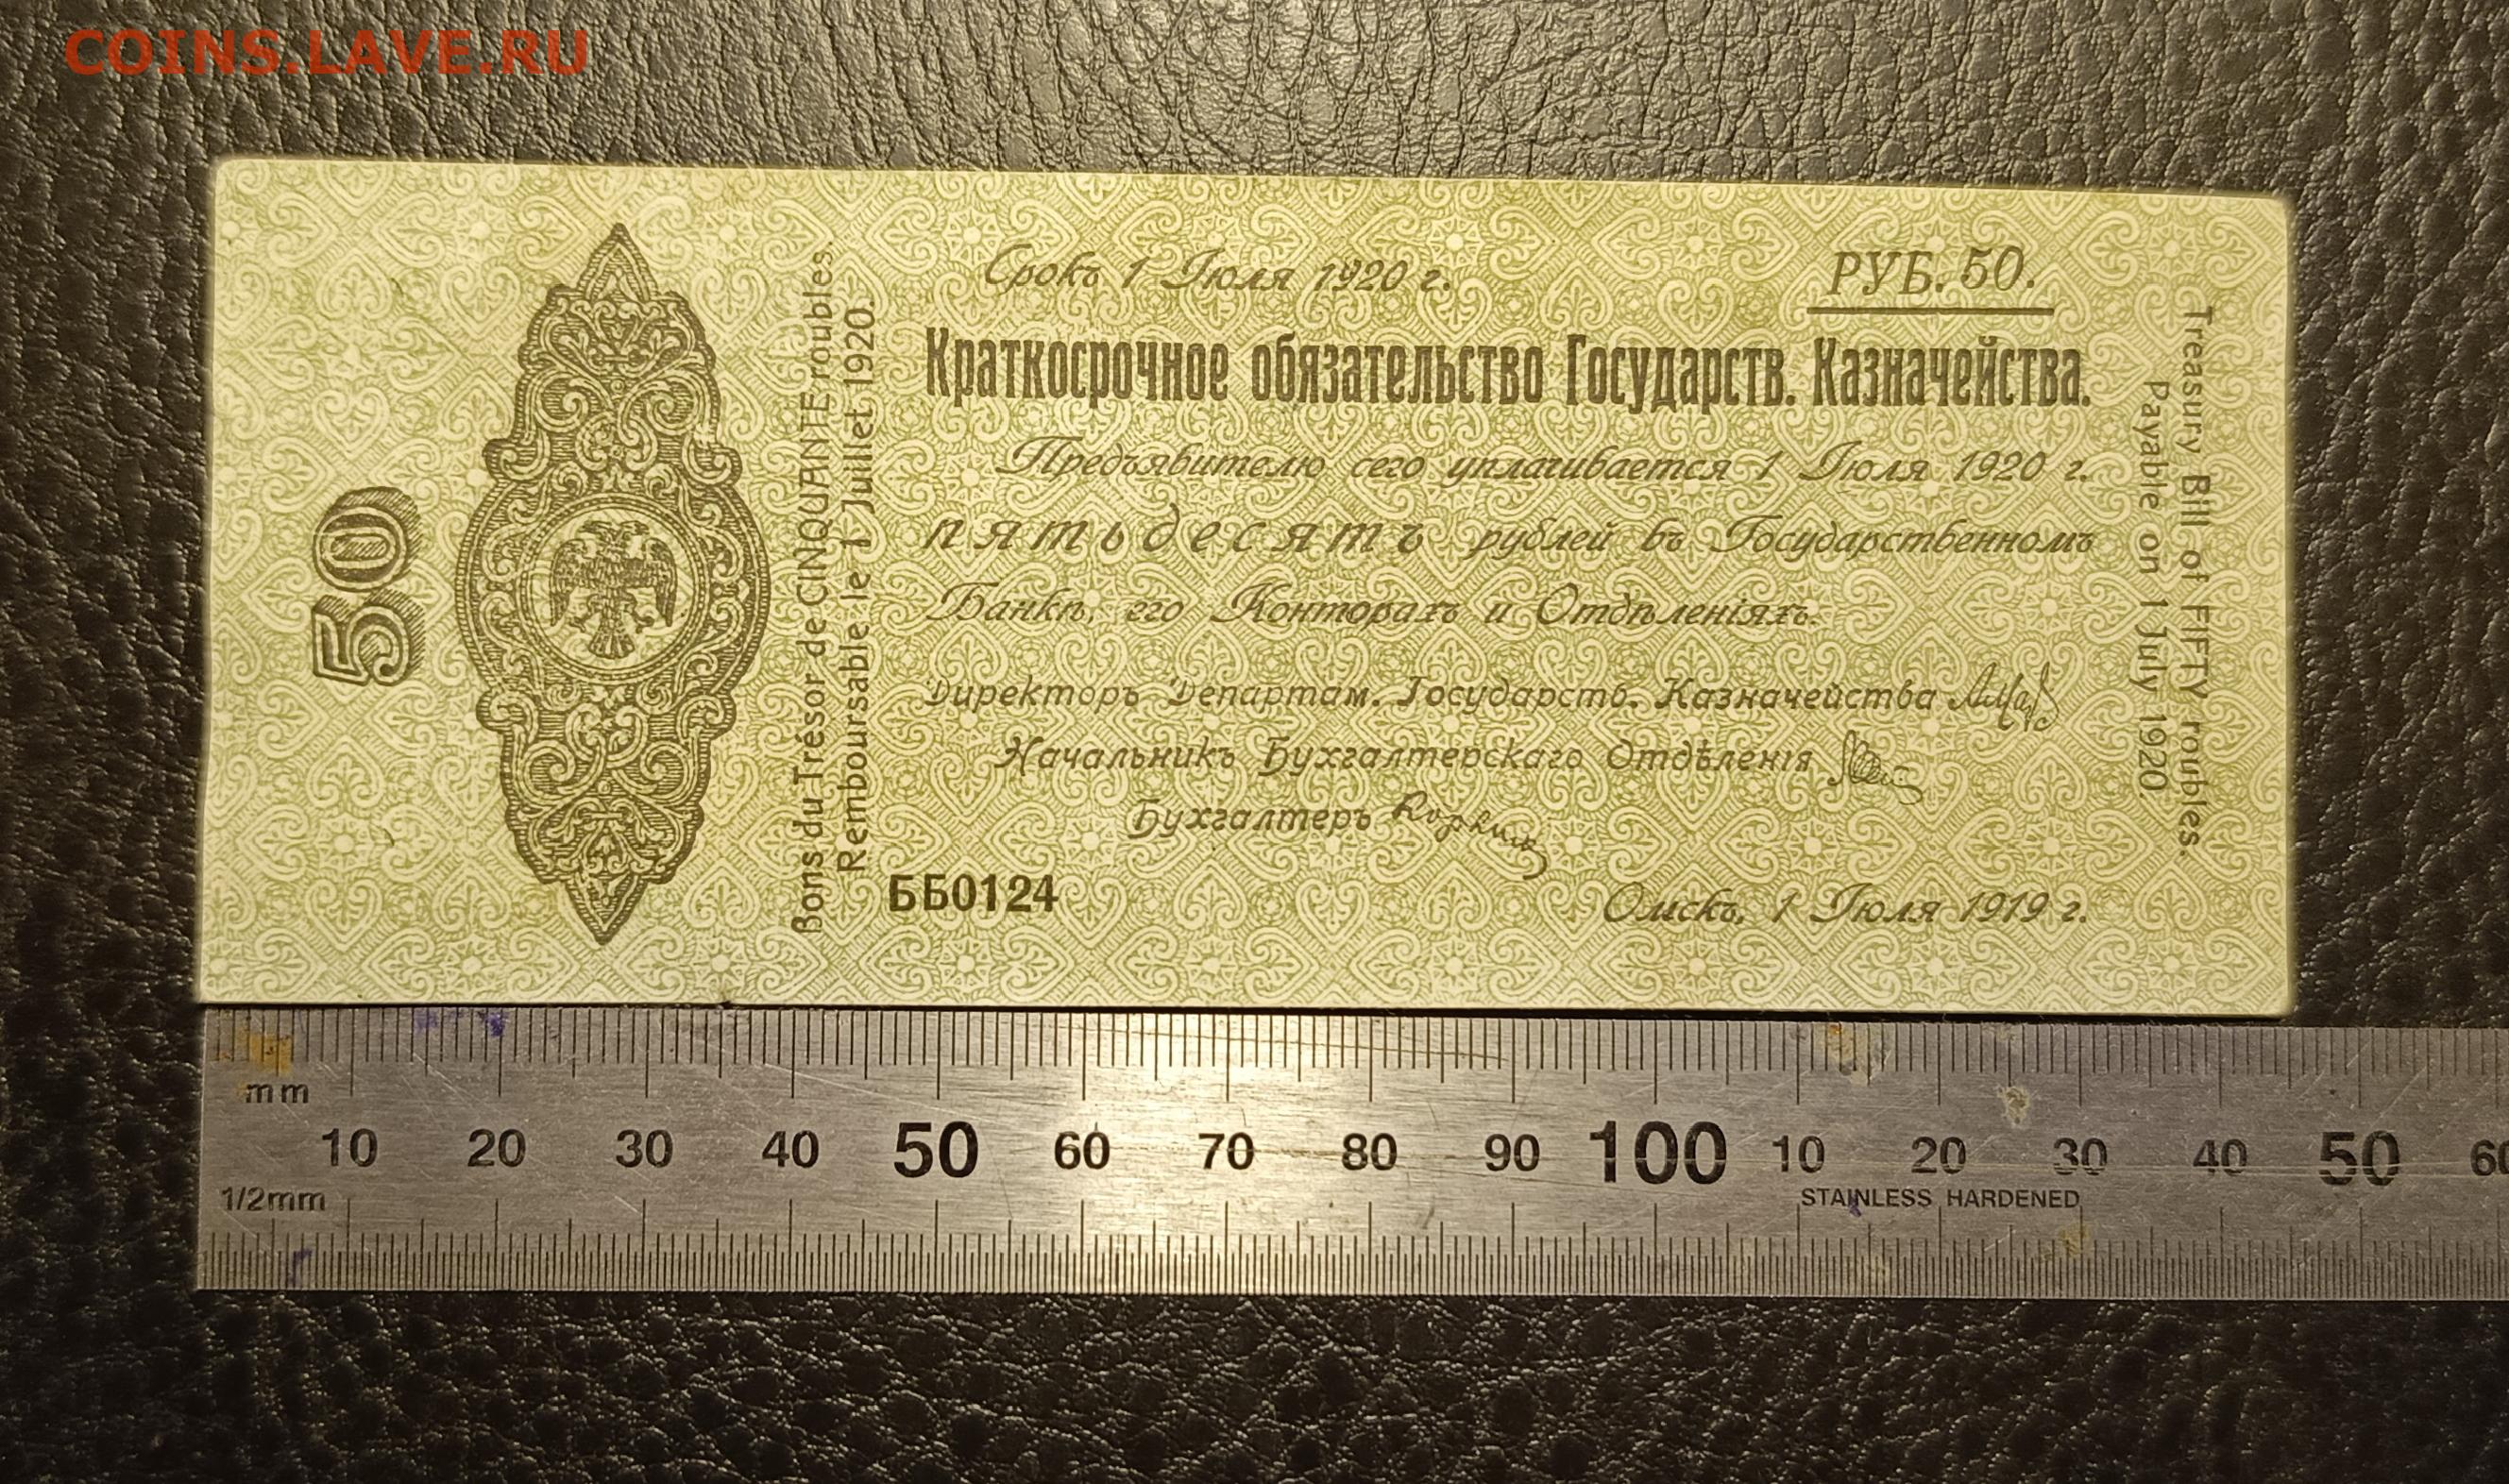 COINS.LAVE.RU
50
Bons du Trésor de CINQUANTE roubles.
Remboursable le 1 Juillet 1920.
Срокъ 1 Іюля 1920 г.
РУБ. 50.
Краткосрочное обязательство Государств. Казначейства.
Предъявителю сего уплачивается 1 Іюля 1920 г.
пятьдесятъ рублей въ Государственномъ
Банкѣ, его Конторахъ и Отдѣленіяхъ.
Директоръ Департам. Государств. Казначейства
Начальникъ Бухгалтерскаго Отдѣленія
Бухгалтеръ
ББ0124
Омскъ, 1 Іюля 1919 г.
Treasury Bill of FIFTY roubles.
Payable on 1 July 1920.
mm
10 20 30 40 50 60 70 80 90 100 10 20 30 40 50 60
1/2mm
STAINLESS HARDENED